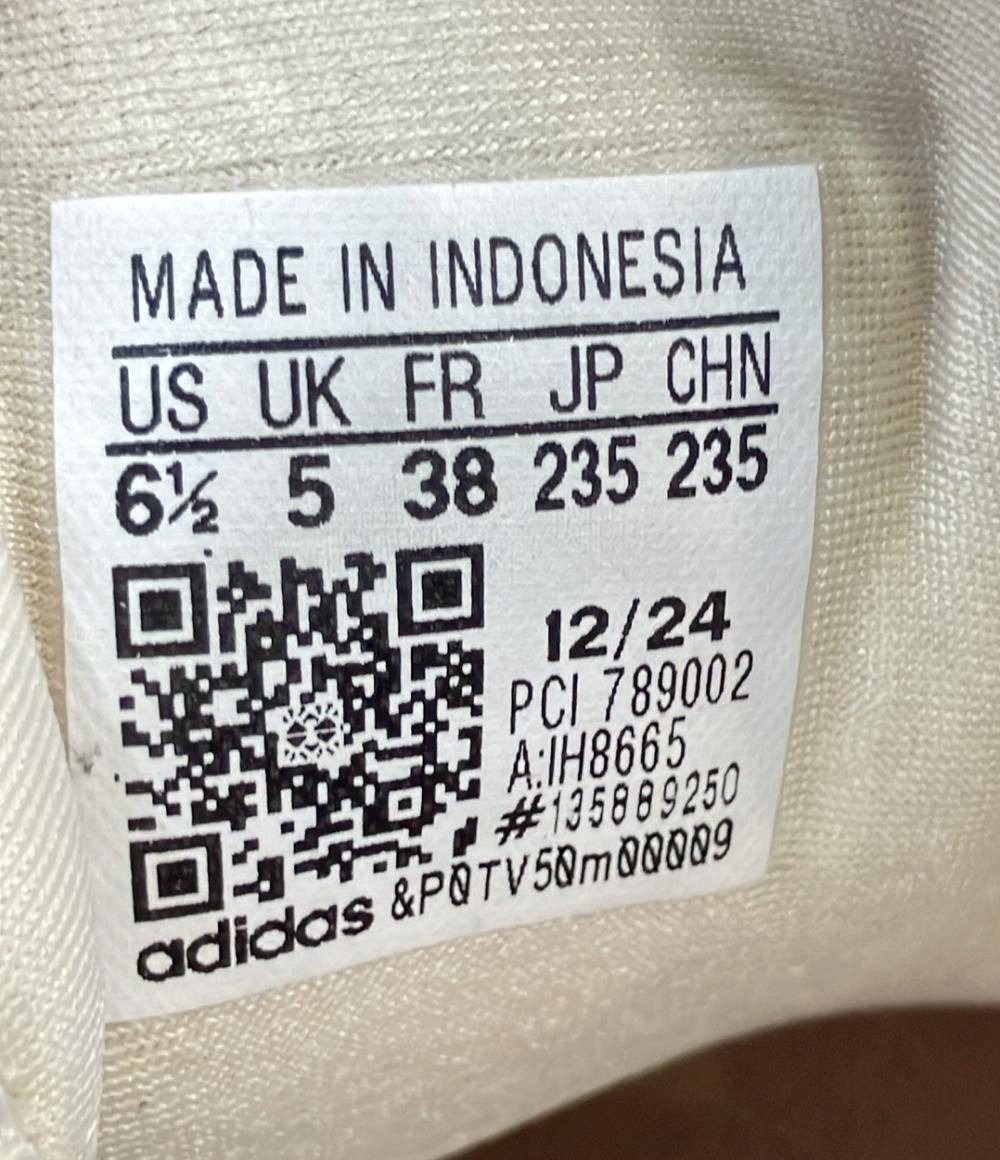 MADE IN INDONESIA
US UK FR JP CHN
6½ 5 38 235 235
12/24
PCI 789002
A:IH8665
#135889250
adidas &P0TV50m00009